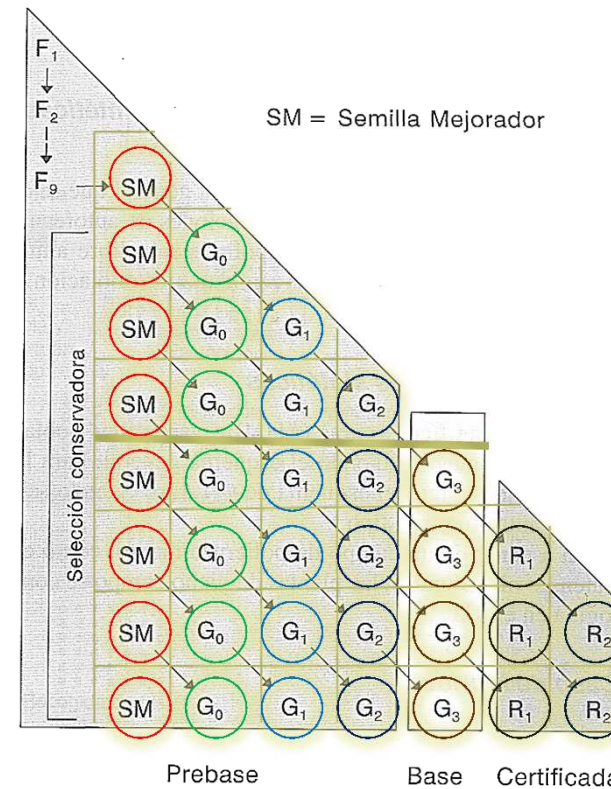 F₁
F₂
SM = Semilla Mejorador
F₉ SM
SM G₀
SM G₀ G₁
SM G₀ G₁ G₂
SM G₀ G₁ G₂ G₃
SM G₀ G₁ G₂ G₃ R₁
SM G₀ G₁ G₂ G₃ R₁ R₂
SM G₀ G₁ G₂ G₃ R₁ R₂
Selección conservadora
Prebase Base Certificada